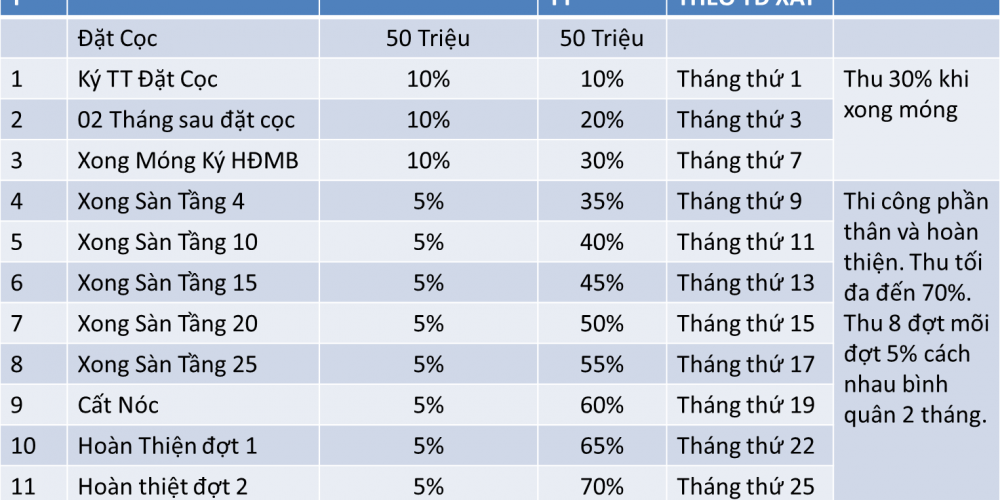 THEO TĐ
Đặt Cọc 50 Triệu 50 Triệu
1 Ký TT Đặt Cọc 10% 10% Tháng thứ 1 Thu 30% khi
xong móng
2 02 Tháng sau đặt cọc 10% 20% Tháng thứ 3
3 Xong Móng Ký HĐMB 10% 30% Tháng thứ 7
4 Xong Sàn Tầng 4 5% 35% Tháng thứ 9 Thi công phần
thân và hoàn
thiện. Thu tối
đa đến 70%.
Thu 8 đợt mõi
đợt 5% cách
nhau bình
quân 2 tháng.
5 Xong Sàn Tầng 10 5% 40% Tháng thứ 11
6 Xong Sàn Tầng 15 5% 45% Tháng thứ 13
7 Xong Sàn Tầng 20 5% 50% Tháng thứ 15
8 Xong Sàn Tầng 25 5% 55% Tháng thứ 17
9 Cất Nóc 5% 60% Tháng thứ 19
10 Hoàn Thiện đợt 1 5% 65% Tháng thứ 22
11 Hoàn thiệt đợt 2 5% 70% Tháng thứ 25